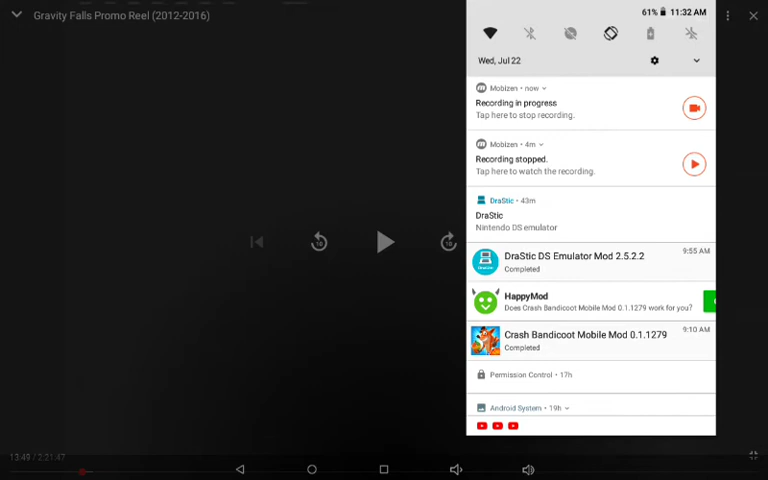 Gravity Falls Promo Reel (2012-2016)
61% 11:32 AM
Wed, Jul 22
Mobizen • now
Recording in progress
Tap here to stop recording.
Mobizen • 4m
Recording stopped.
Tap here to watch the recording.
DraStic • 43m
DraStic
Nintendo DS emulator
DraStic DS Emulator Mod 2.5.2.2
9:55 AM
Completed
HappyMod
Does Crash Bandicoot Mobile Mod 0.1.1279 work for you?
Crash Bandicoot Mobile Mod 0.1.1279
9:10 AM
Completed
Permission Control • 17h
Android System • 19h
10
10
13:49 / 2:21:47